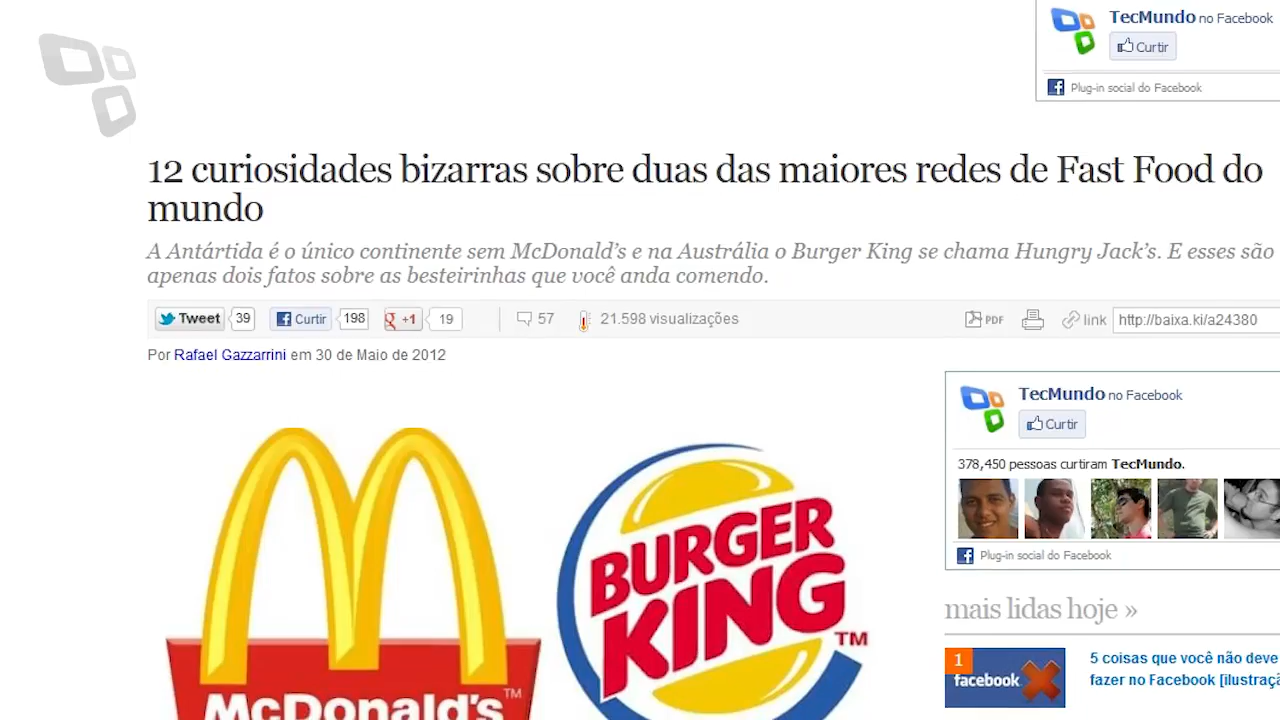 TecMundo no Facebook
Curtir
Plug-in social do Facebook
12 curiosidades bizarras sobre duas das maiores redes de Fast Food do
mundo
A Antártida é o único continente sem McDonald's e na Austrália o Burger King se chama Hungry Jack's. E esses são
apenas dois fatos sobre as besteirinhas que você anda comendo.
Tweet 39 Curtir 198 +1 19 57 21.598 visualizações PDF link http://baixa.ki/a24380
Por Rafael Gazzarrini em 30 de Maio de 2012
TecMundo no Facebook
Curtir
378,450 pessoas curtiram TecMundo.
Plug-in social do Facebook
McDonald's™
BURGER
KING™
mais lidas hoje »
1
facebook
5 coisas que você não deve
fazer no Facebook [ilustraçã